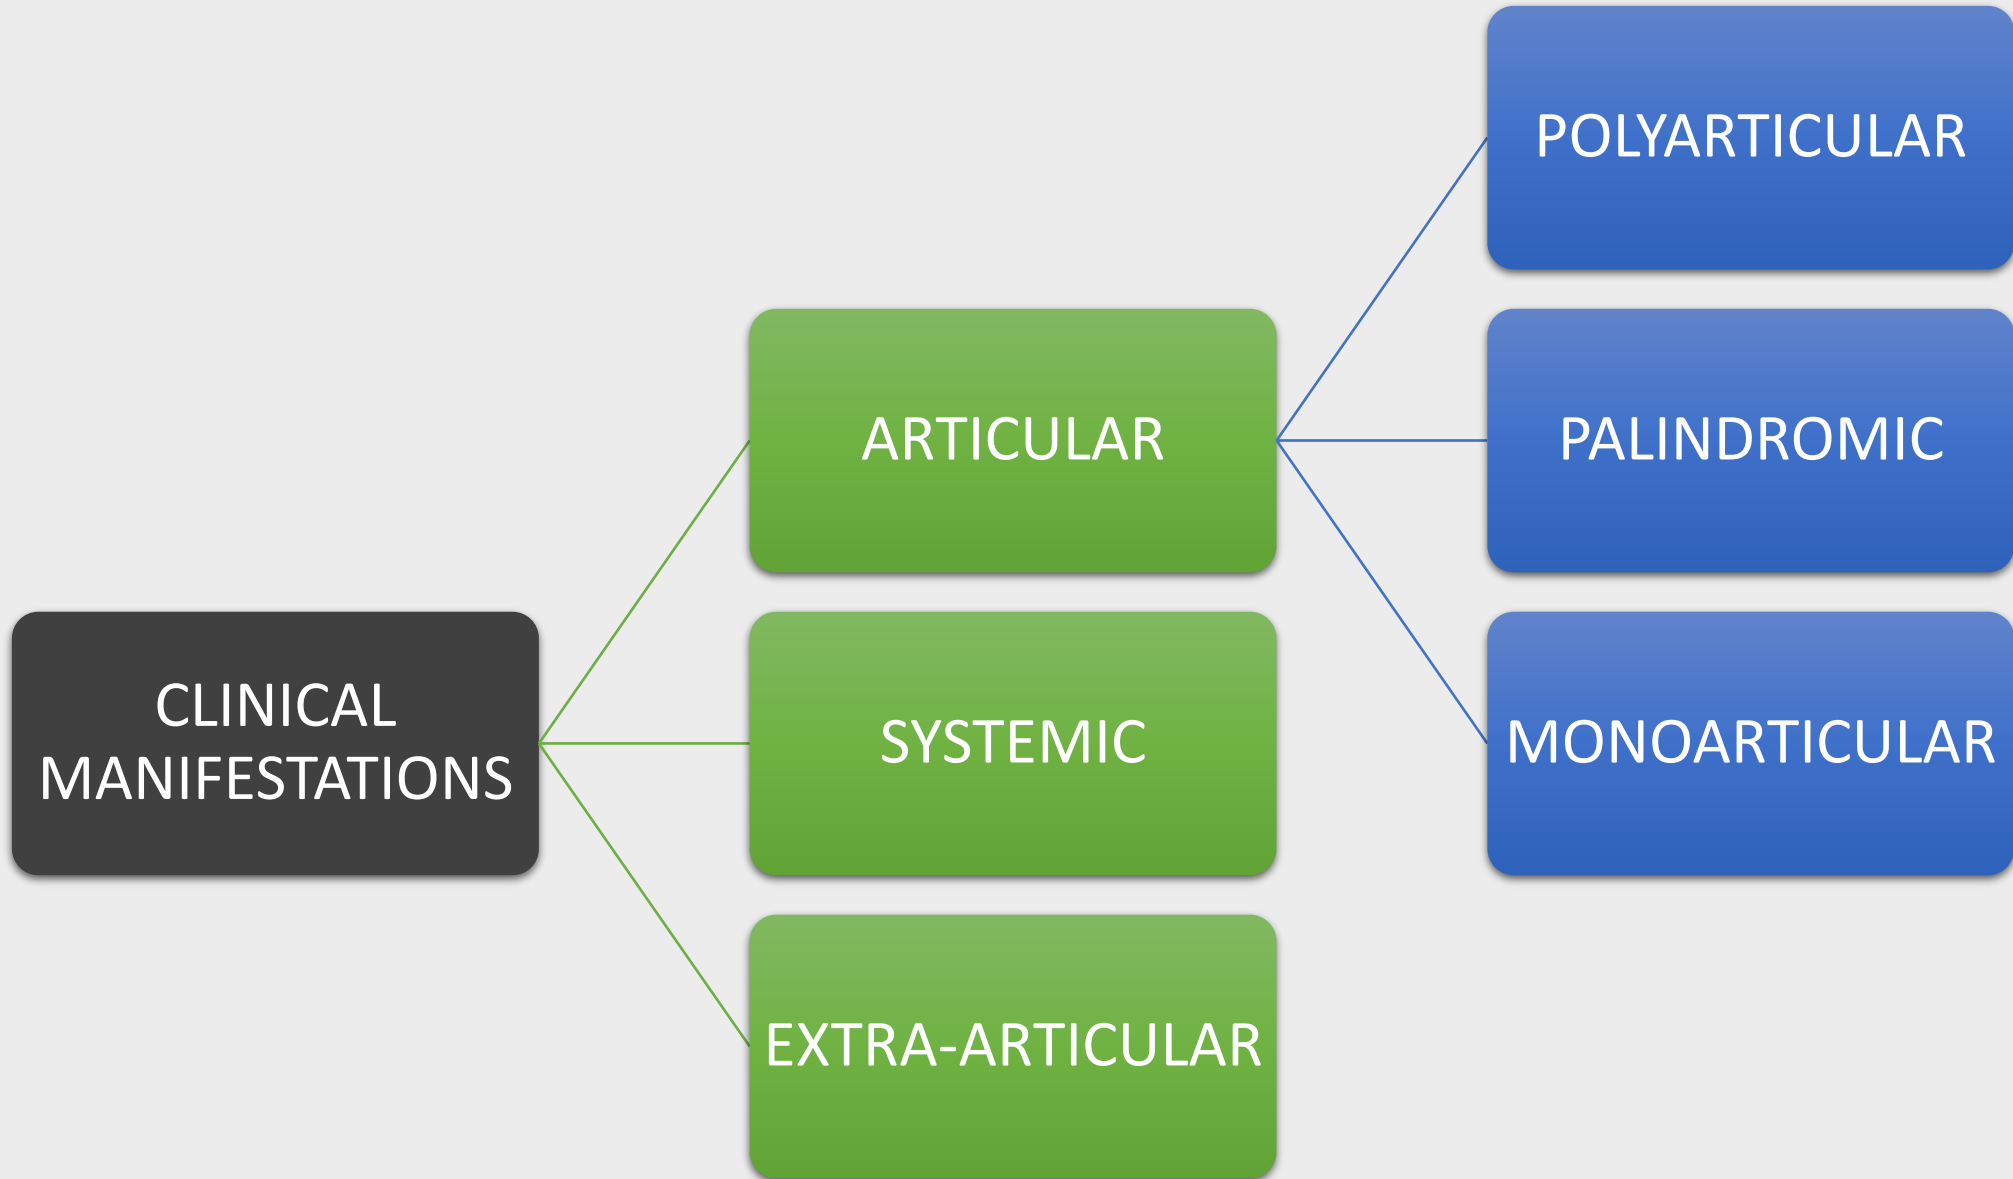 CLINICAL
MANIFESTATIONS
ARTICULAR
SYSTEMIC
EXTRA-ARTICULAR
POLYARTICULAR
PALINDROMIC
MONOARTICULAR